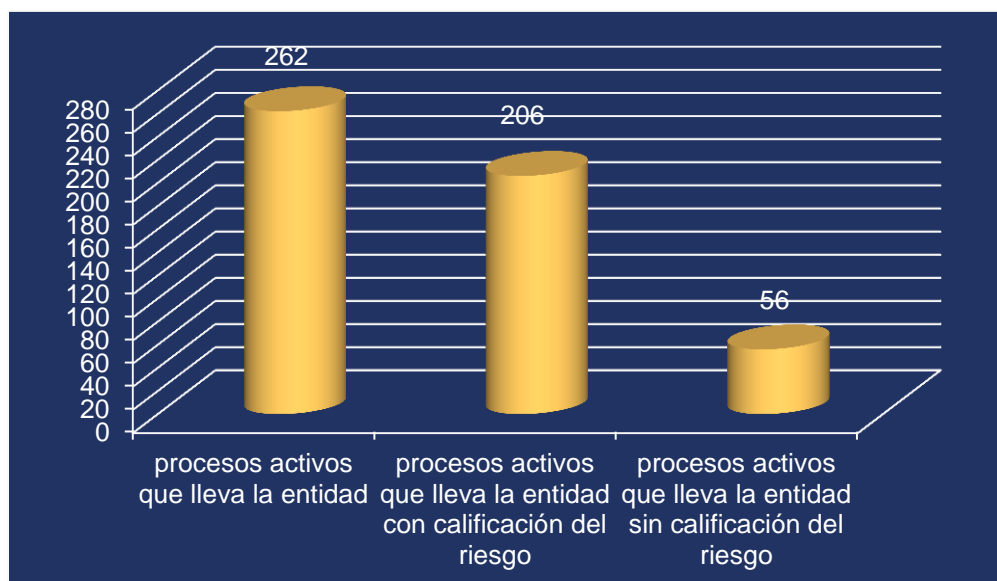 262
206
56
280
260
240
220
200
180
160
140
120
100
80
60
40
20
0
procesos activos
que lleva la entidad
procesos activos
que lleva la entidad
con calificación del
riesgo
procesos activos
que lleva la entidad
sin calificación del
riesgo